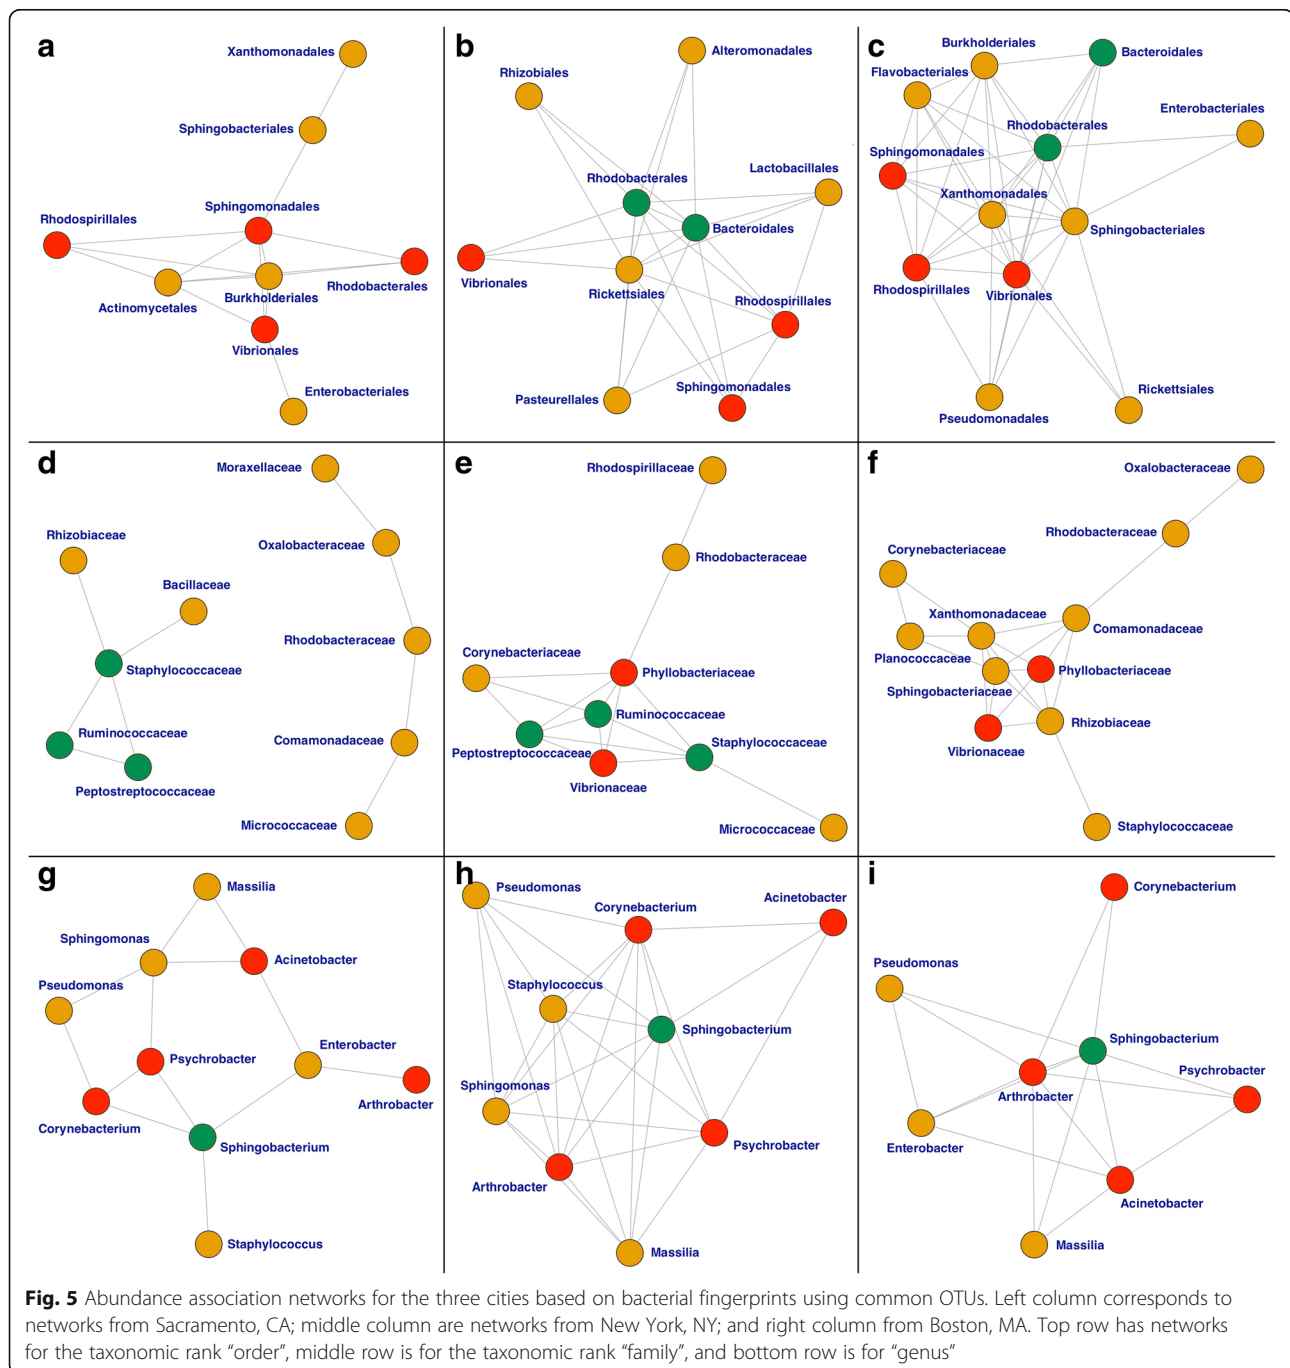 a
Xanthomonadales
Sphingobacteriales
Sphingomonadales
Rhodospirillales
Rhodobacterales
Actinomycetales
Burkholderiales
Vibrionales
Enterobacteriales
b
Alteromonadales
Rhizobiales
Lactobacillales
Rhodobacterales
Bacteroidales
Vibrionales
Rickettsiales
Rhodospirillales
Sphingomonadales
Pasteurellales
c
Burkholderiales
Bacteroidales
Flavobacteriales
Enterobacteriales
Rhodobacterales
Sphingomonadales
Xanthomonadales
Sphingobacteriales
Rhodospirillales
Vibrionales
Rickettsiales
Pseudomonadales
d
Moraxellaceae
Rhizobiaceae
Oxalobacteraceae
Bacillaceae
Rhodobacteraceae
Staphylococcaceae
Ruminococcaceae
Comamonadaceae
Peptostreptococcaceae
Micrococcaceae
e
Rhodospirillaceae
Rhodobacteraceae
Corynebacteriaceae
Phyllobacteriaceae
Ruminococcaceae
Staphylococcaceae
Peptostreptococcaceae
Vibrionaceae
Micrococcaceae
f
Oxalobacteraceae
Rhodobacteraceae
Corynebacteriaceae
Xanthomonadaceae
Comamonadaceae
Planococcaceae
Phyllobacteriaceae
Sphingobacteriaceae
Rhizobiaceae
Vibrionaceae
Staphylococcaceae
g
Massilia
Sphingomonas
Acinetobacter
Pseudomonas
Enterobacter
Psychrobacter
Arthrobacter
Corynebacterium
Sphingobacterium
Staphylococcus
h
Pseudomonas
Acinetobacter
Corynebacterium
Staphylococcus
Sphingobacterium
Sphingomonas
Psychrobacter
Arthrobacter
Massilia
i
Corynebacterium
Pseudomonas
Sphingobacterium
Psychrobacter
Arthrobacter
Enterobacter
Acinetobacter
Massilia
Fig. 5 Abundance association networks for the three cities based on bacterial fingerprints using common OTUs. Left column corresponds to
networks from Sacramento, CA; middle column are networks from New York, NY; and right column from Boston, MA. Top row has networks
for the taxonomic rank “order”, middle row is for the taxonomic rank “family”, and bottom row is for “genus”